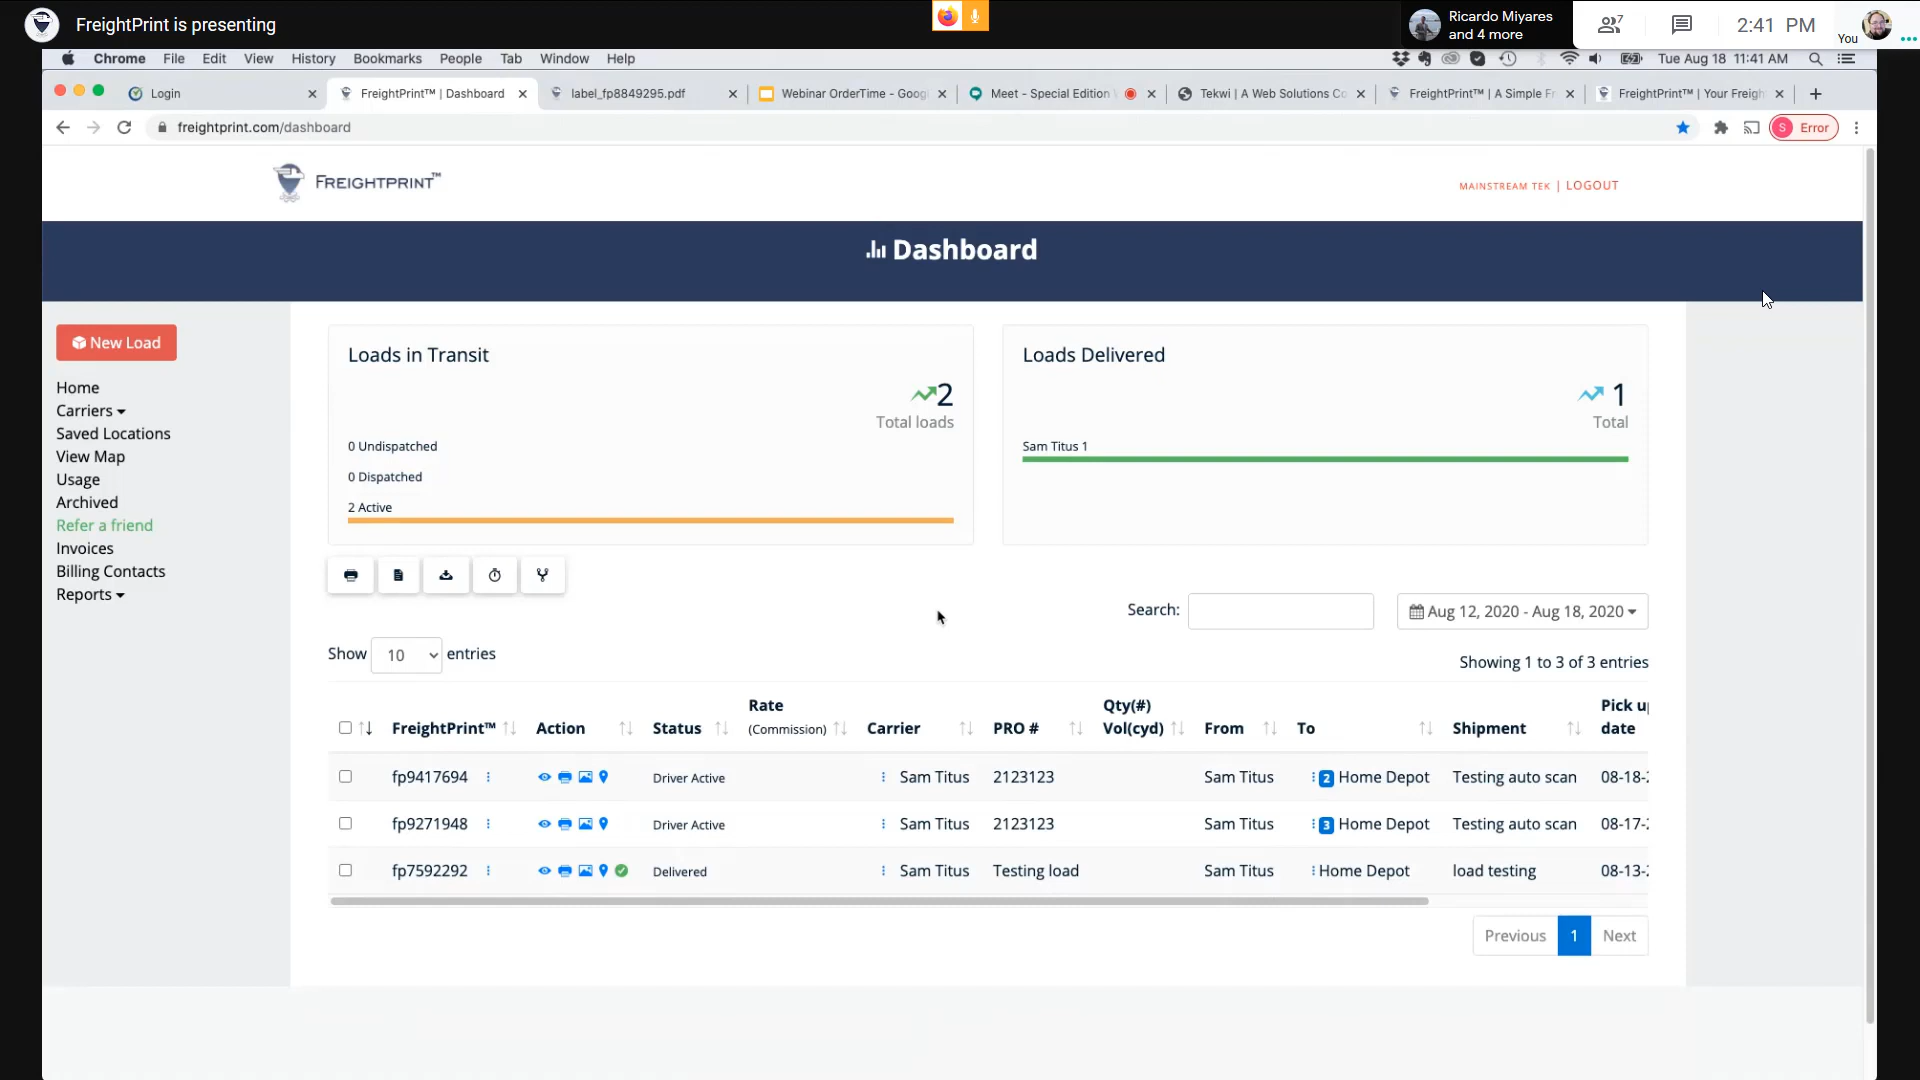 FreightPrint is presenting
Ricardo Miyares
and 4 more
7
2:41 PM
You
Chrome File Edit View History Bookmarks People Tab Window Help
Tue Aug 18 11:41 AM
Login
FreightPrint™ | Dashboard
label_fp8849295.pdf
Webinar OrderTime - Goog
Meet - Special Edition
Tekwi | A Web Solutions Co
FreightPrint™ | A Simple Fr
FreightPrint™ | Your Freigh
freightprint.com/dashboard
S Error
FREIGHTPRINT™
MAINSTREAM TEK | LOGOUT
Dashboard
New Load
Home
Carriers
Saved Locations
View Map
Usage
Archived
Refer a friend
Invoices
Billing Contacts
Reports
Loads in Transit
2
Total loads
0 Undispatched
0 Dispatched
2 Active
Loads Delivered
1
Total
Sam Titus 1
Search:
Aug 12, 2020 - Aug 18, 2020
Show 10 entries
Showing 1 to 3 of 3 entries
FreightPrint™ Action Status Rate (Commission) Carrier PRO # Qty(#) Vol(cyd) From To Shipment Pick up date
fp9417694 Driver Active Sam Titus 2123123 Sam Titus 2 Home Depot Testing auto scan 08-18-
fp9271948 Driver Active Sam Titus 2123123 Sam Titus 3 Home Depot Testing auto scan 08-17-
fp7592292 Delivered Sam Titus Testing load Sam Titus Home Depot load testing 08-13-
Previous 1 Next